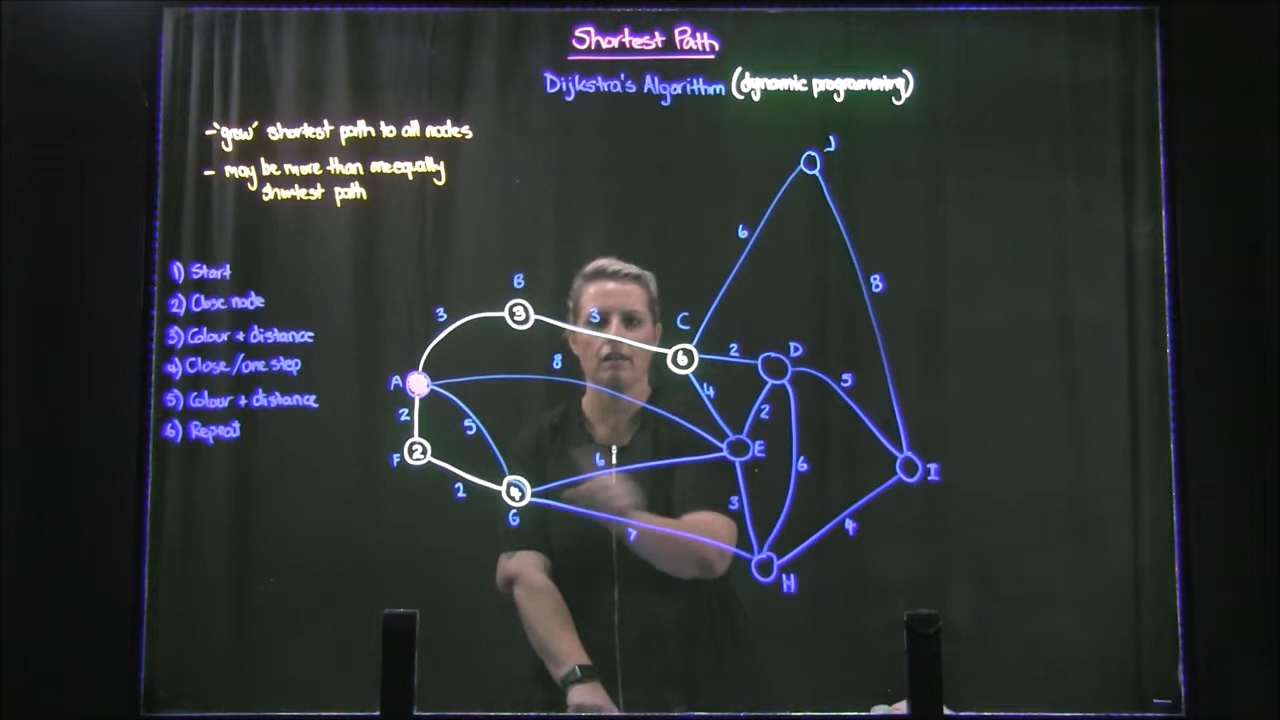 Shortest Path
Dijkstra's Algorithm (dynamic programming)
- "grow" shortest path to all nodes
- may be more than one equally
shortest path
1) Start
2) Close node
3) Colour + distance
4) Close/one step
5) Colour + distance
6) Repeat
J
6
8
B
3
3
3
C
6
2
D
8
A
4
5
2
5
2
E
6
6
I
F
2
2
4
G
3
7
4
H